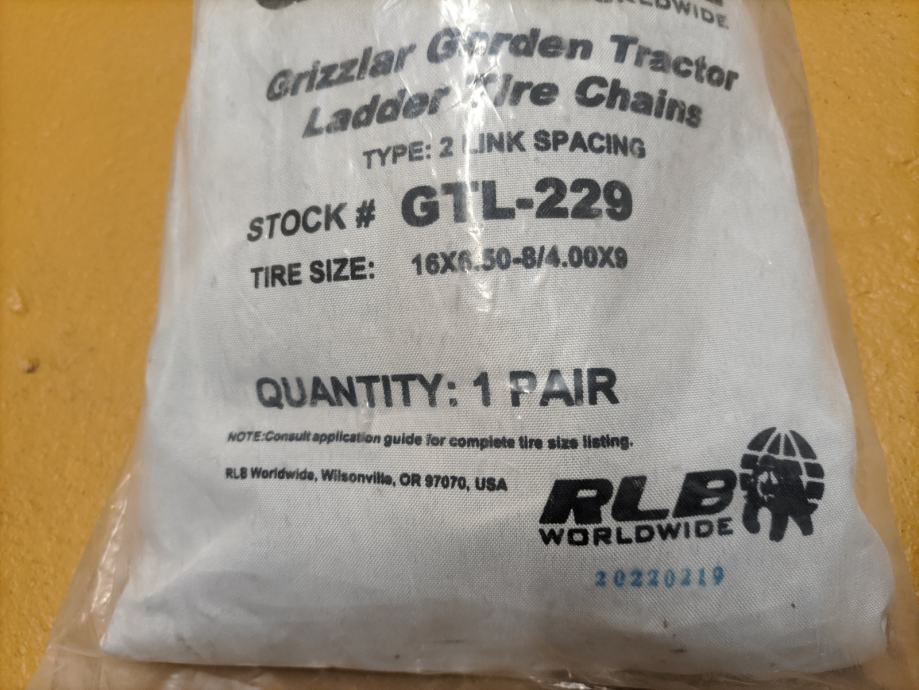 WORLDWIDE
Grizzlar Garden Tractor
Ladder Tire Chains
TYPE: 2 LINK SPACING
STOCK # GTL-229
TIRE SIZE: 16X6.50-8/4.00X9
QUANTITY: 1 PAIR
NOTE:Consult application guide for complete tire size listing.
RLB Worldwide, Wilsonville, OR 97070, USA
RLB
WORLDWIDE
20220219